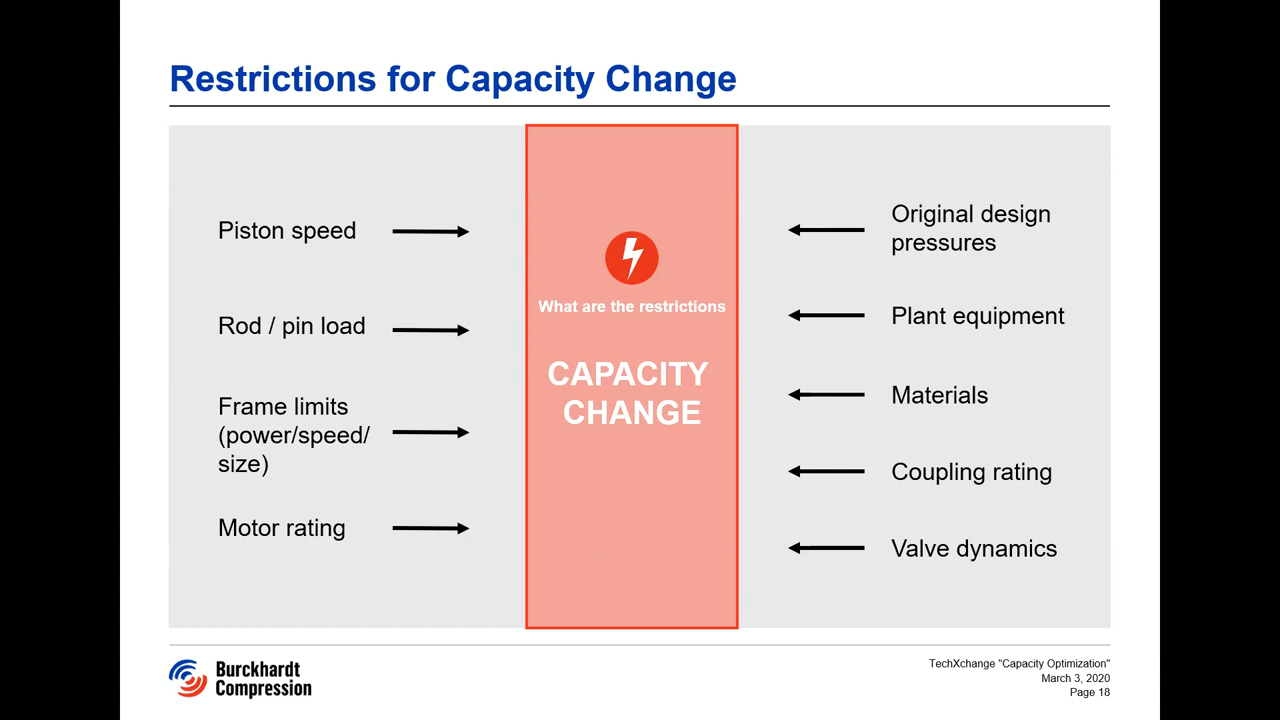 Restrictions for Capacity Change
Piston speed
Rod / pin load
Frame limits
(power/speed/
size)
Motor rating
What are the restrictions
CAPACITY
CHANGE
Original design
pressures
Plant equipment
Materials
Coupling rating
Valve dynamics
Burckhardt
Compression
TechXchange "Capacity Optimization"
March 3, 2020
Page 18